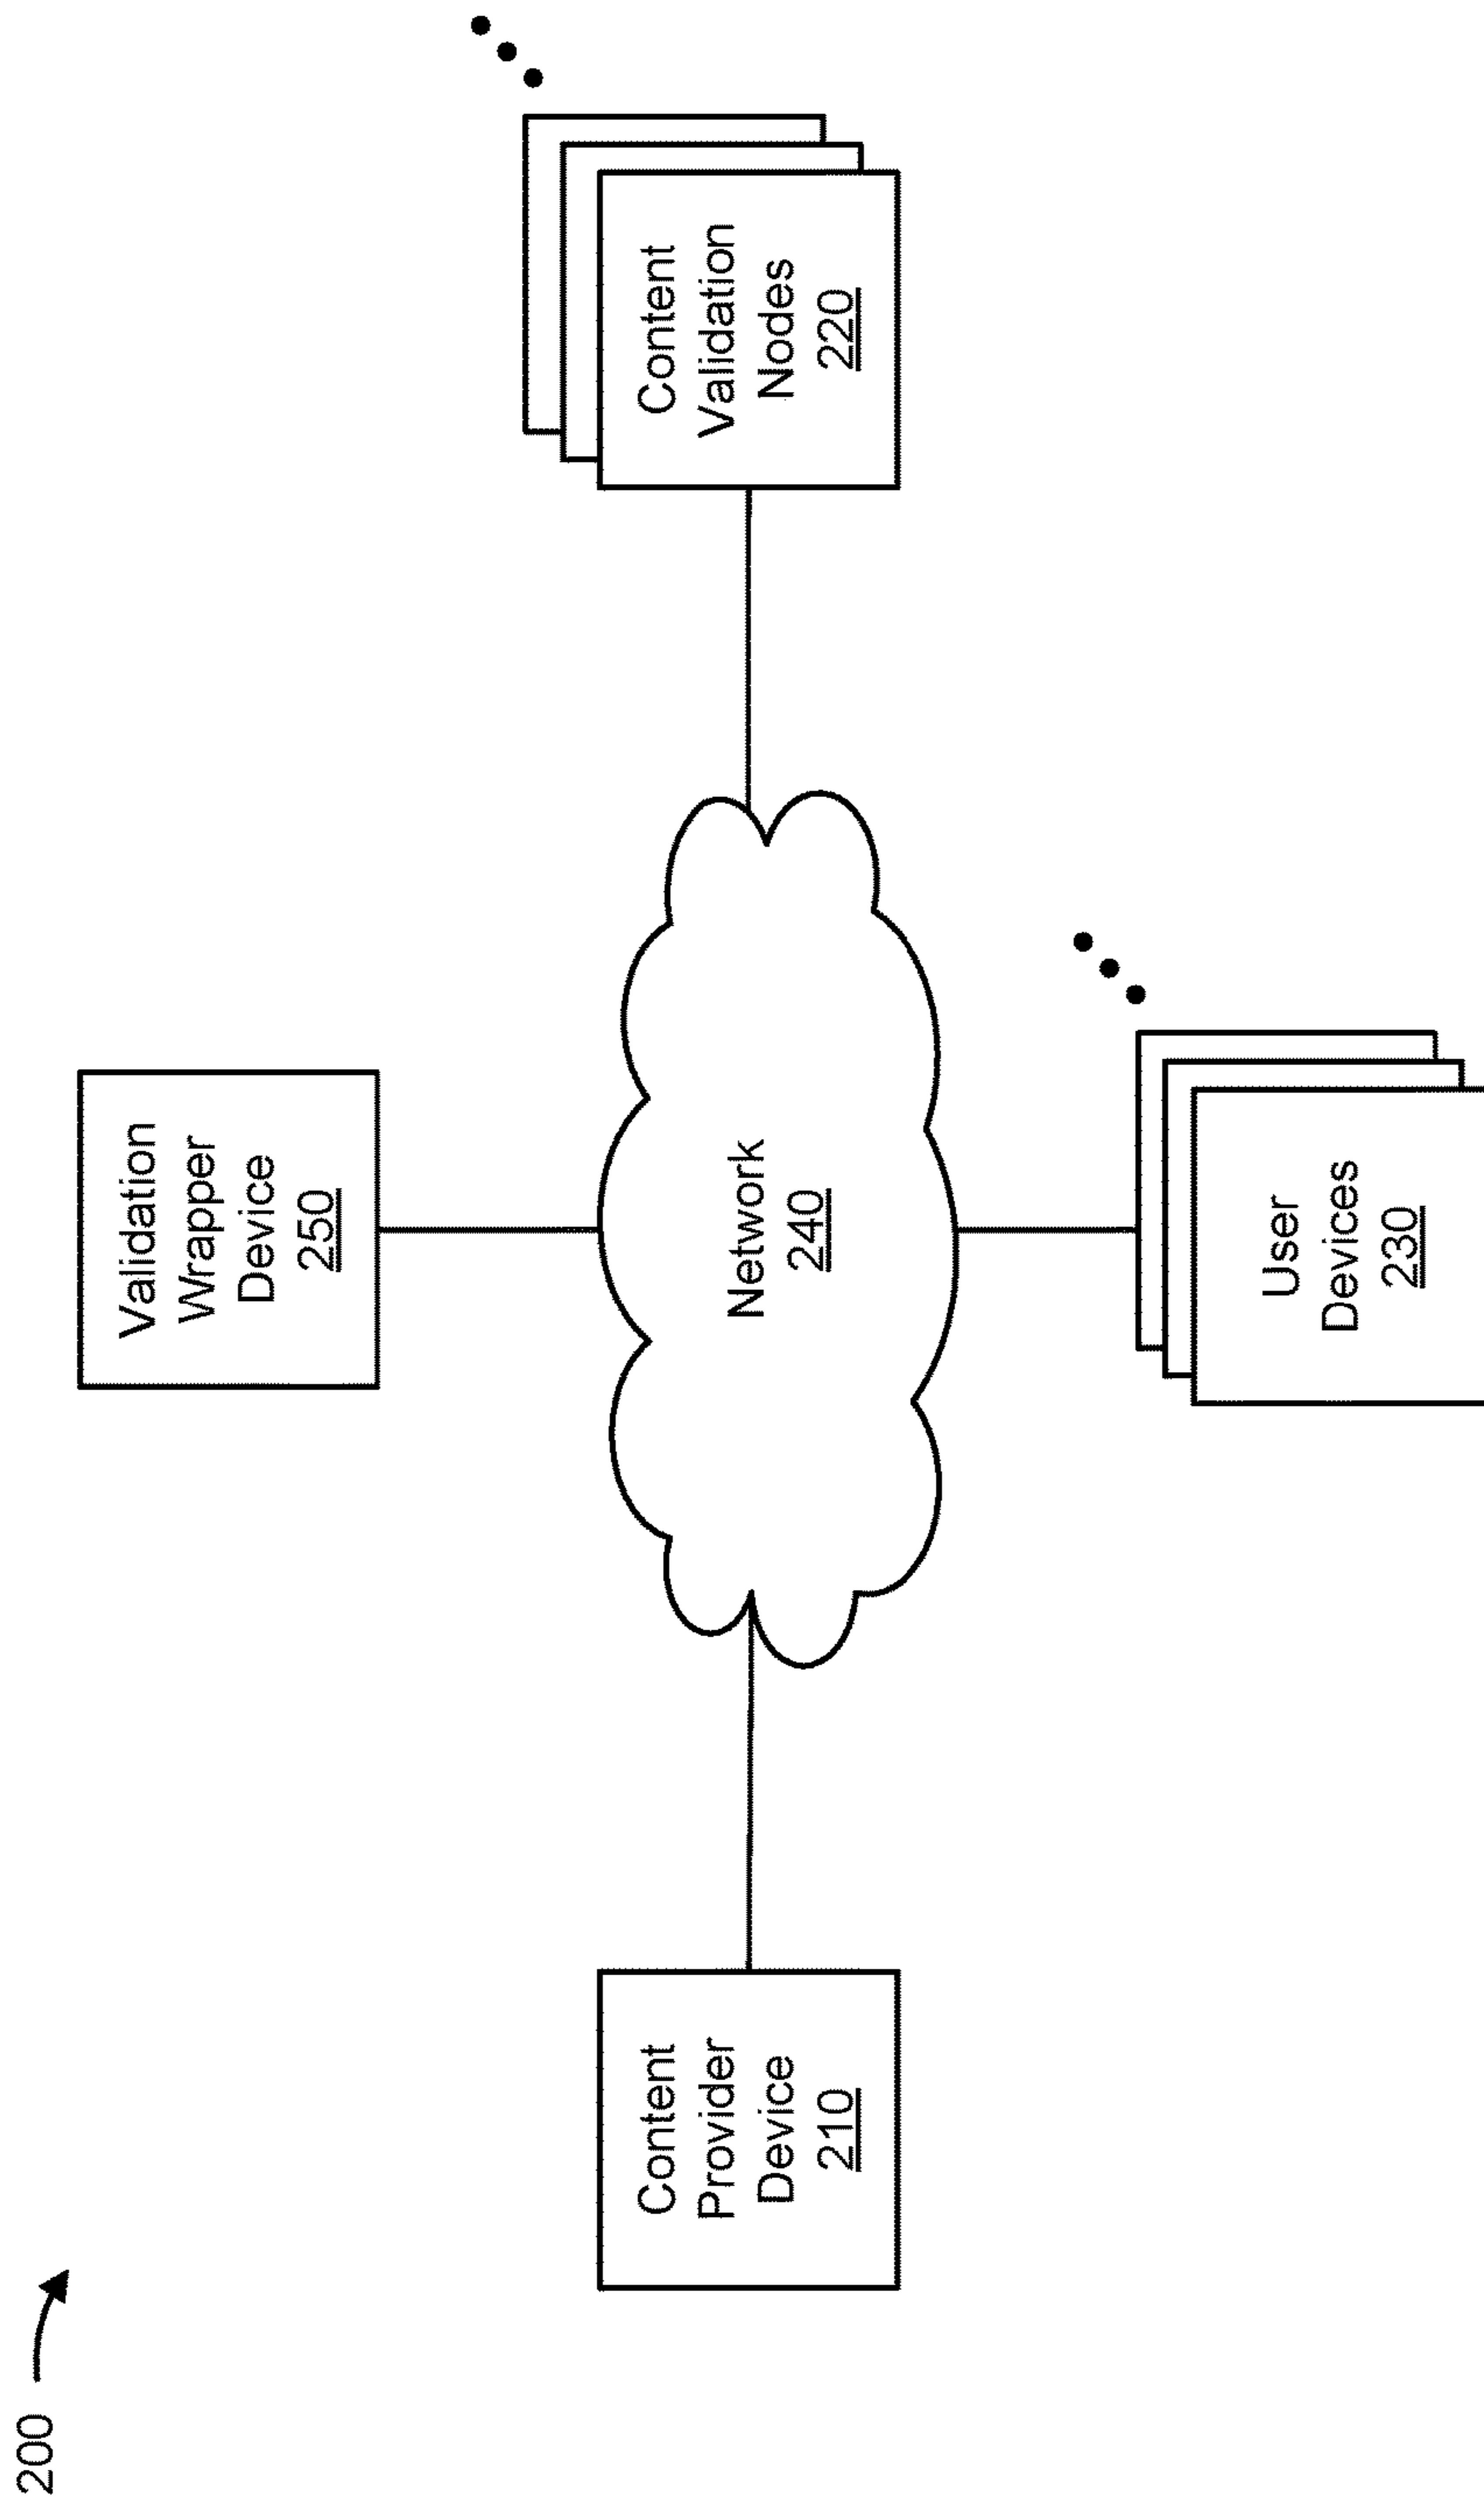 200
Validation
Wrapper
Device
250
Content
Provider
Device
210
Network
240
Content
Validation
Nodes
220
User
Devices
230